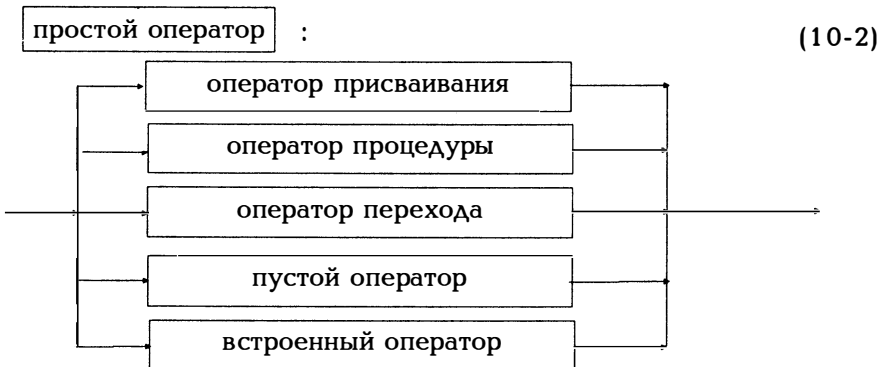 простой оператор : (10-2)
оператор присваивания
оператор процедуры
оператор перехода
пустой оператор
встроенный оператор